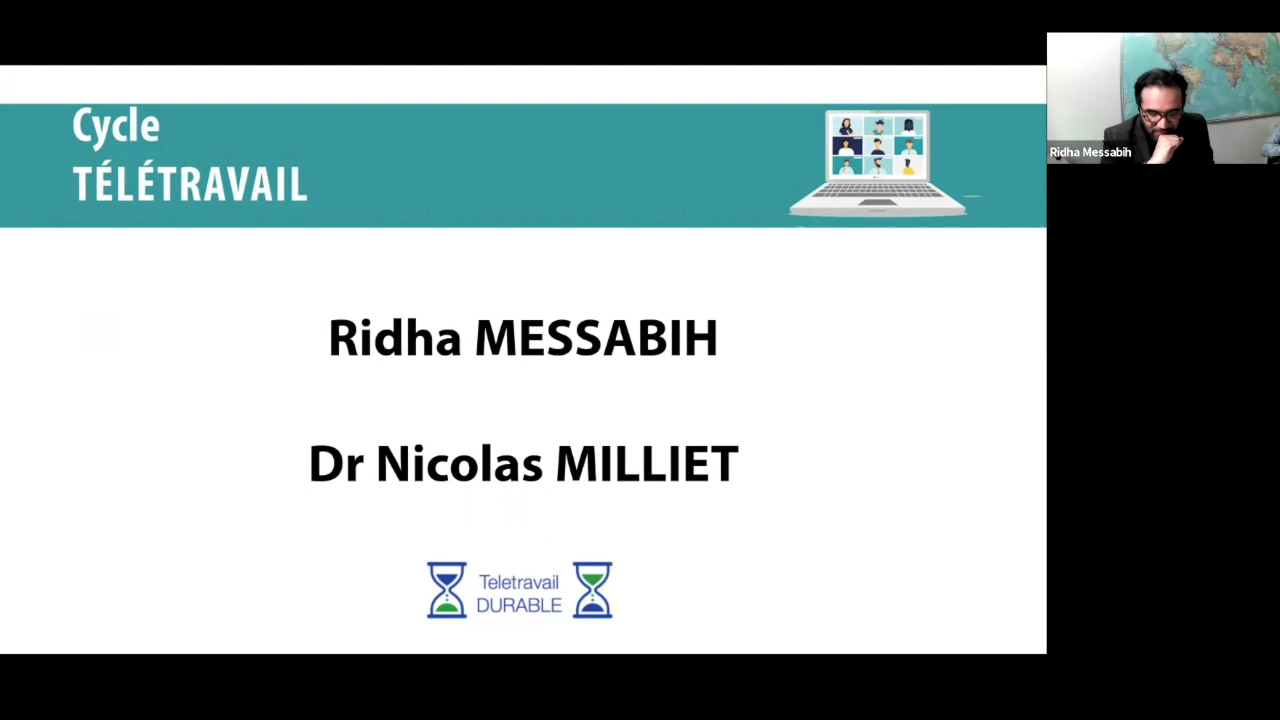 Cycle
TÉLÉTRAVAIL
Ridha Messabih
Ridha MESSABIH
Dr Nicolas MILLIET
Teletravail
DURABLE